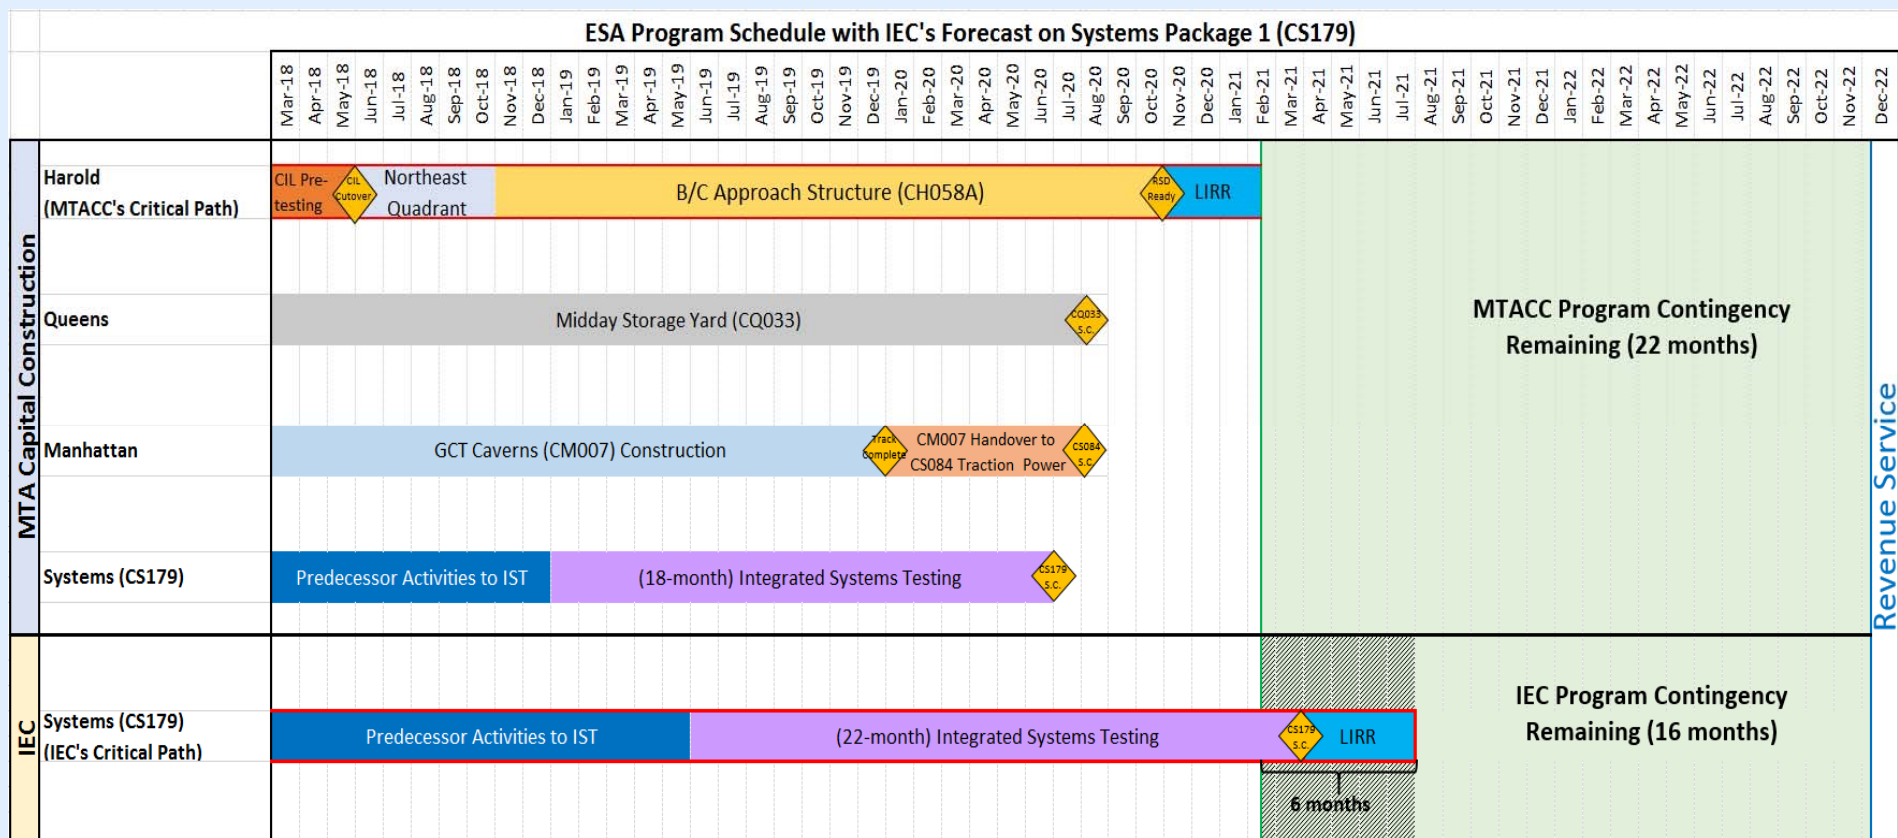 ESA Program Schedule with IEC's Forecast on Systems Package 1 (CS179)
Mar-18 Apr-18 May-18 Jun-18 Jul-18 Aug-18 Sep-18 Oct-18 Nov-18 Dec-18 Jan-19 Feb-19 Mar-19 Apr-19 May-19 Jun-19 Jul-19 Aug-19 Sep-19 Oct-19 Nov-19 Dec-19 Jan-20 Feb-20 Mar-20 Apr-20 May-20 Jun-20 Jul-20 Aug-20 Sep-20 Oct-20 Nov-20 Dec-20 Jan-21 Feb-21 Mar-21 Apr-21 May-21 Jun-21 Jul-21 Aug-21 Sep-21 Oct-21 Nov-21 Dec-21 Jan-22 Feb-22 Mar-22 Apr-22 May-22 Jun-22 Jul-22 Aug-22 Sep-22 Oct-22 Nov-22 Dec-22
MTA Capital Construction
Harold
(MTACC's Critical Path)
CIL Pre-
testing
CIL
Cutover
Northeast
Quadrant
B/C Approach Structure (CH058A)
RSD
Ready
LIRR
Queens
Midday Storage Yard (CQ033)
CQ033
S.C.
MTACC Program Contingency
Remaining (22 months)
Manhattan
GCT Caverns (CM007) Construction
Track
Complete
CM007 Handover to
CS084 Traction Power
CS084
S.C.
Systems (CS179)
Predecessor Activities to IST
(18-month) Integrated Systems Testing
CS179
S.C.
Revenue Service
IEC
Systems (CS179)
(IEC's Critical Path)
Predecessor Activities to IST
(22-month) Integrated Systems Testing
CS179
S.C.
LIRR
6 months
IEC Program Contingency
Remaining (16 months)